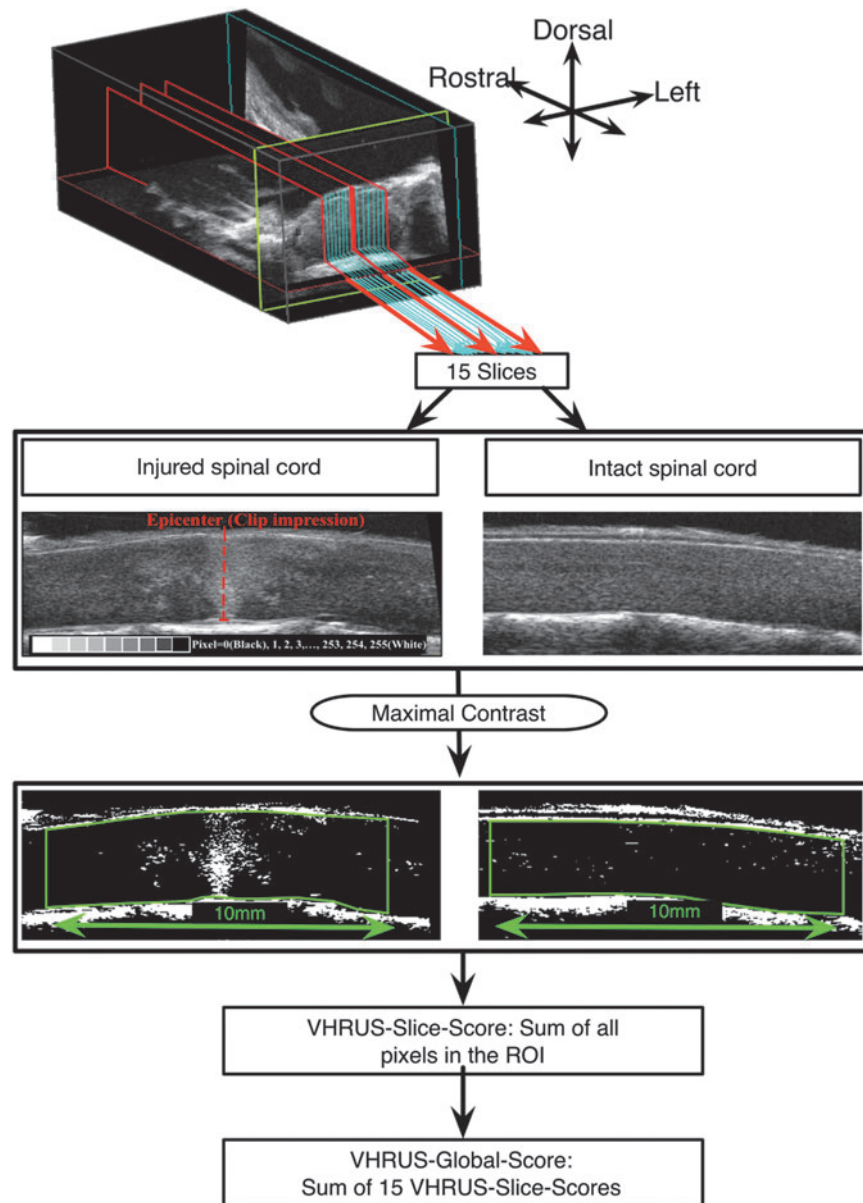 Dorsal
Rostral
Left
15 Slices
Injured spinal cord
Intact spinal cord
Epicenter (Clip impression)
Pixel=0(Black), 1, 2, 3,..., 253, 254, 255(White)
Maximal Contrast
10mm
10mm
VHRUS-Slice-Score: Sum of all
pixels in the ROI
VHRUS-Global-Score:
Sum of 15 VHRUS-Slice-Scores